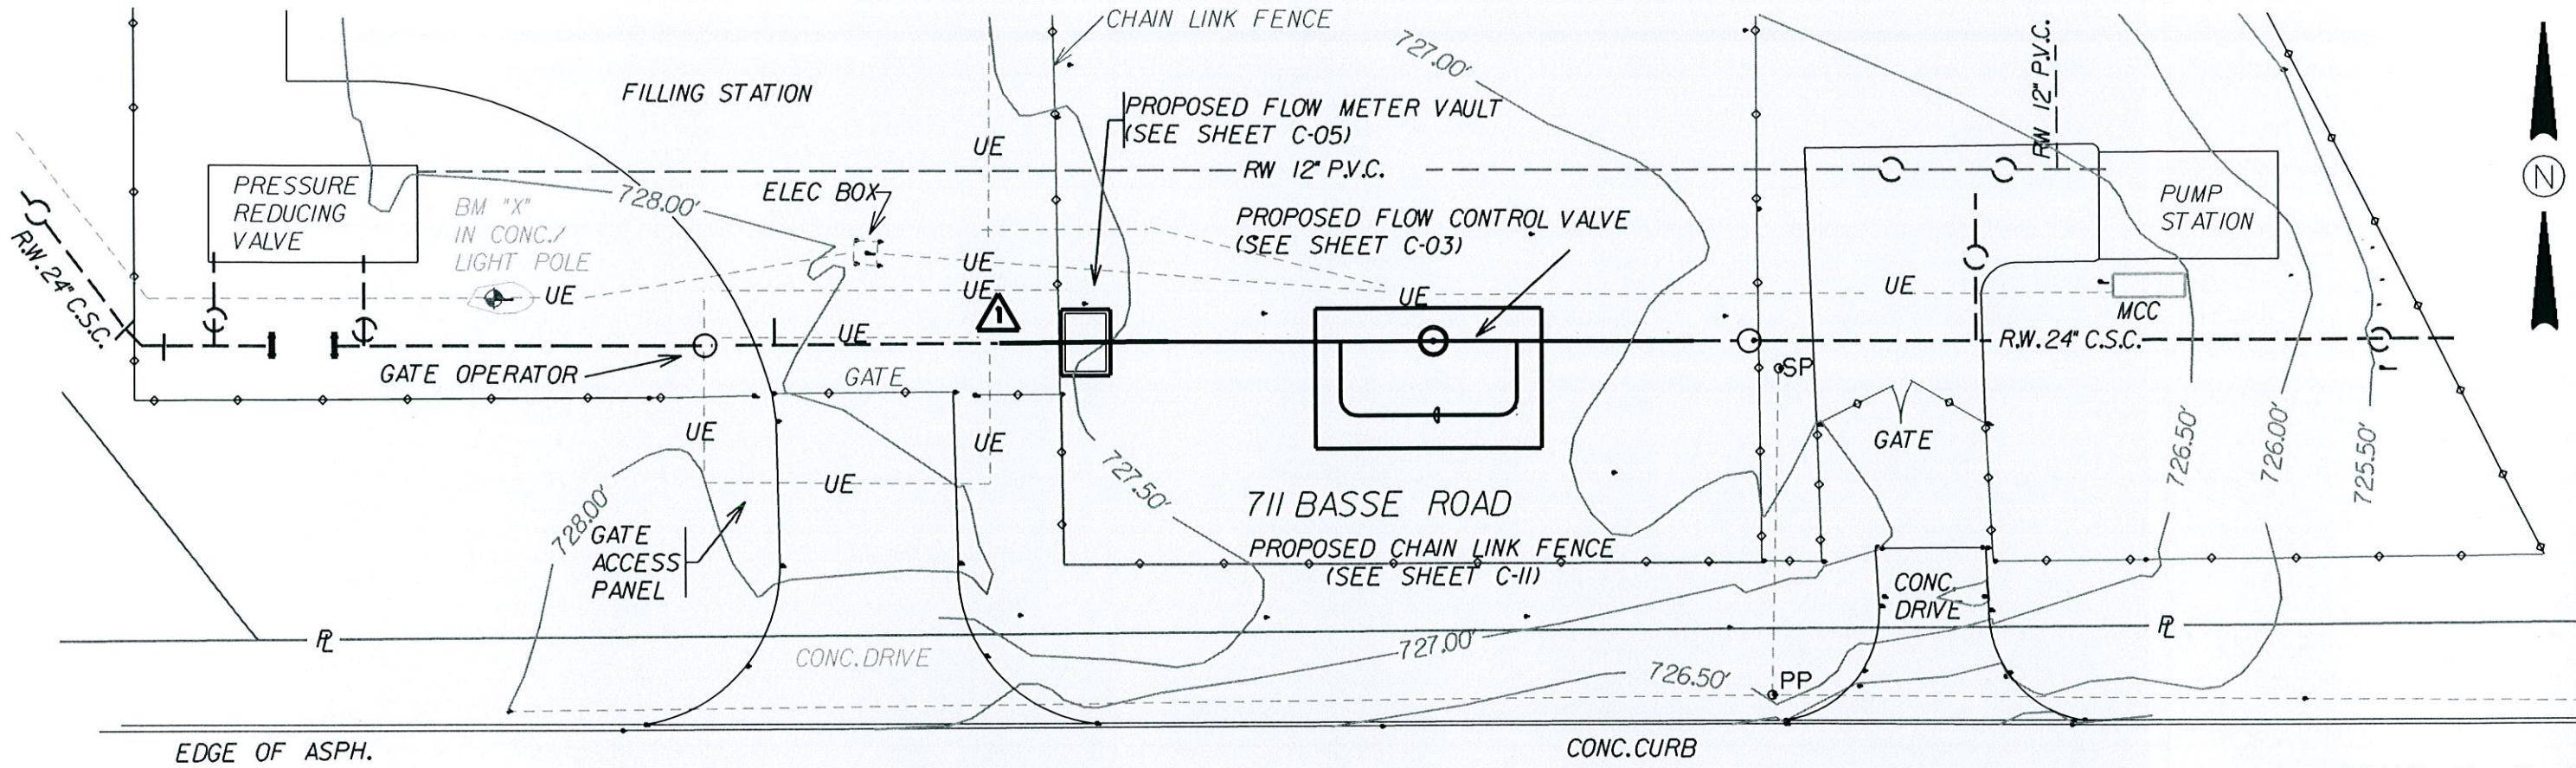 CHAIN LINK FENCE
727.00'
RW 12" P.V.C.
FILLING STATION
PROPOSED FLOW METER VAULT
(SEE SHEET C-05)
UE
RW 12" P.V.C.
N
PRESSURE
REDUCING
VALVE
728.00'
ELEC BOX
BM "X"
IN CONC./
LIGHT POLE
PROPOSED FLOW CONTROL VALVE
(SEE SHEET C-03)
PUMP
STATION
R.W. 24" C.S.C.
UE
UE
UE
UE
UE
MCC
1
UE
R.W. 24" C.S.C.
GATE OPERATOR
GATE
SP
UE
UE
GATE
726.50'
726.00'
725.50'
727.50'
UE
728.00'
711 BASSE ROAD
GATE
ACCESS
PANEL
PROPOSED CHAIN LINK FENCE
(SEE SHEET C-11)
CONC.
DRIVE
PL
PL
CONC. DRIVE
727.00'
726.50'
PP
EDGE OF ASPH.
CONC. CURB